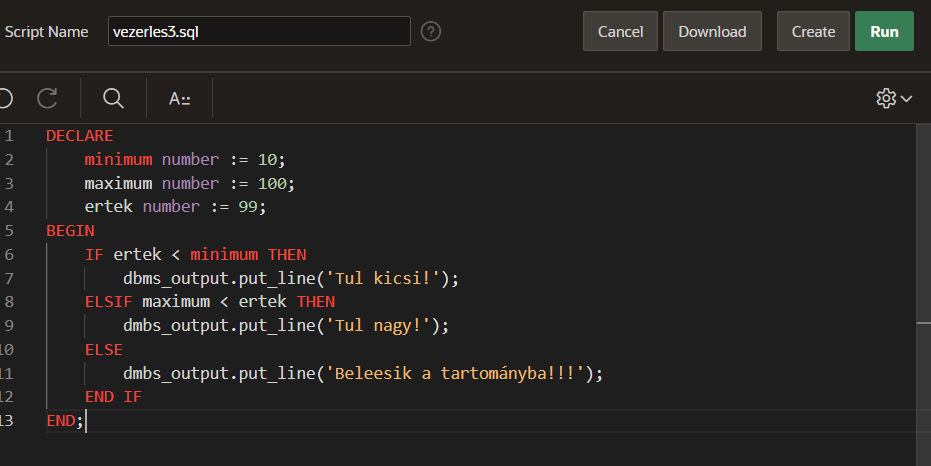 Script Name vezerles3.sql ? Cancel Download Create Run
A::
1 DECLARE
2 minimum number := 10;
3 maximum number := 100;
4 ertek number := 99;
5 BEGIN
6 IF ertek < minimum THEN
7 dbms_output.put_line('Tul kicsi!');
8 ELSIF maximum < ertek THEN
9 dmbs_output.put_line('Tul nagy!');
10 ELSE
11 dmbs_output.put_line('Beleesik a tartományba!!!');
12 END IF
13 END;